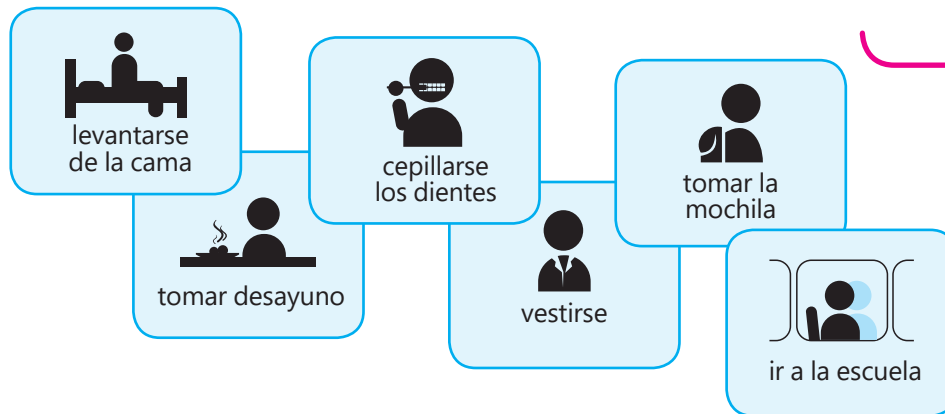 levantarse
de la cama
tomar desayuno
cepillarse
los dientes
vestirse
tomar la
mochila
ir a la escuela